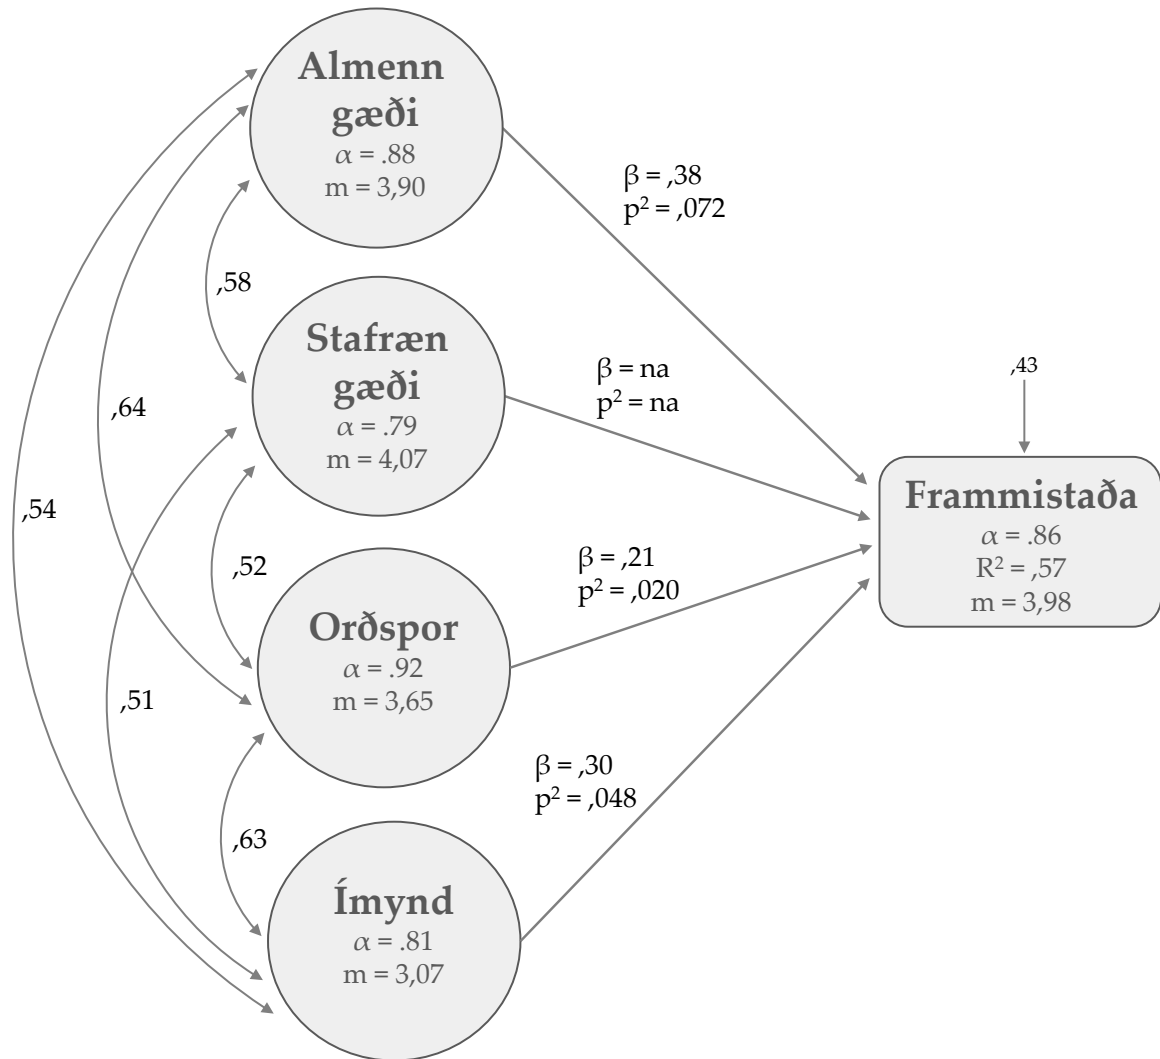 Almenn
gæði
α = .88
m = 3,90
β = ,38
p² = ,072
,58
Stafræn
gæði
α = .79
m = 4,07
β = na
p² = na
,43
,64
Frammistaða
α = .86
R² = ,57
m = 3,98
,54
,52
β = ,21
p² = ,020
Orðspor
α = .92
m = 3,65
,51
β = ,30
p² = ,048
,63
Ímynd
α = .81
m = 3,07